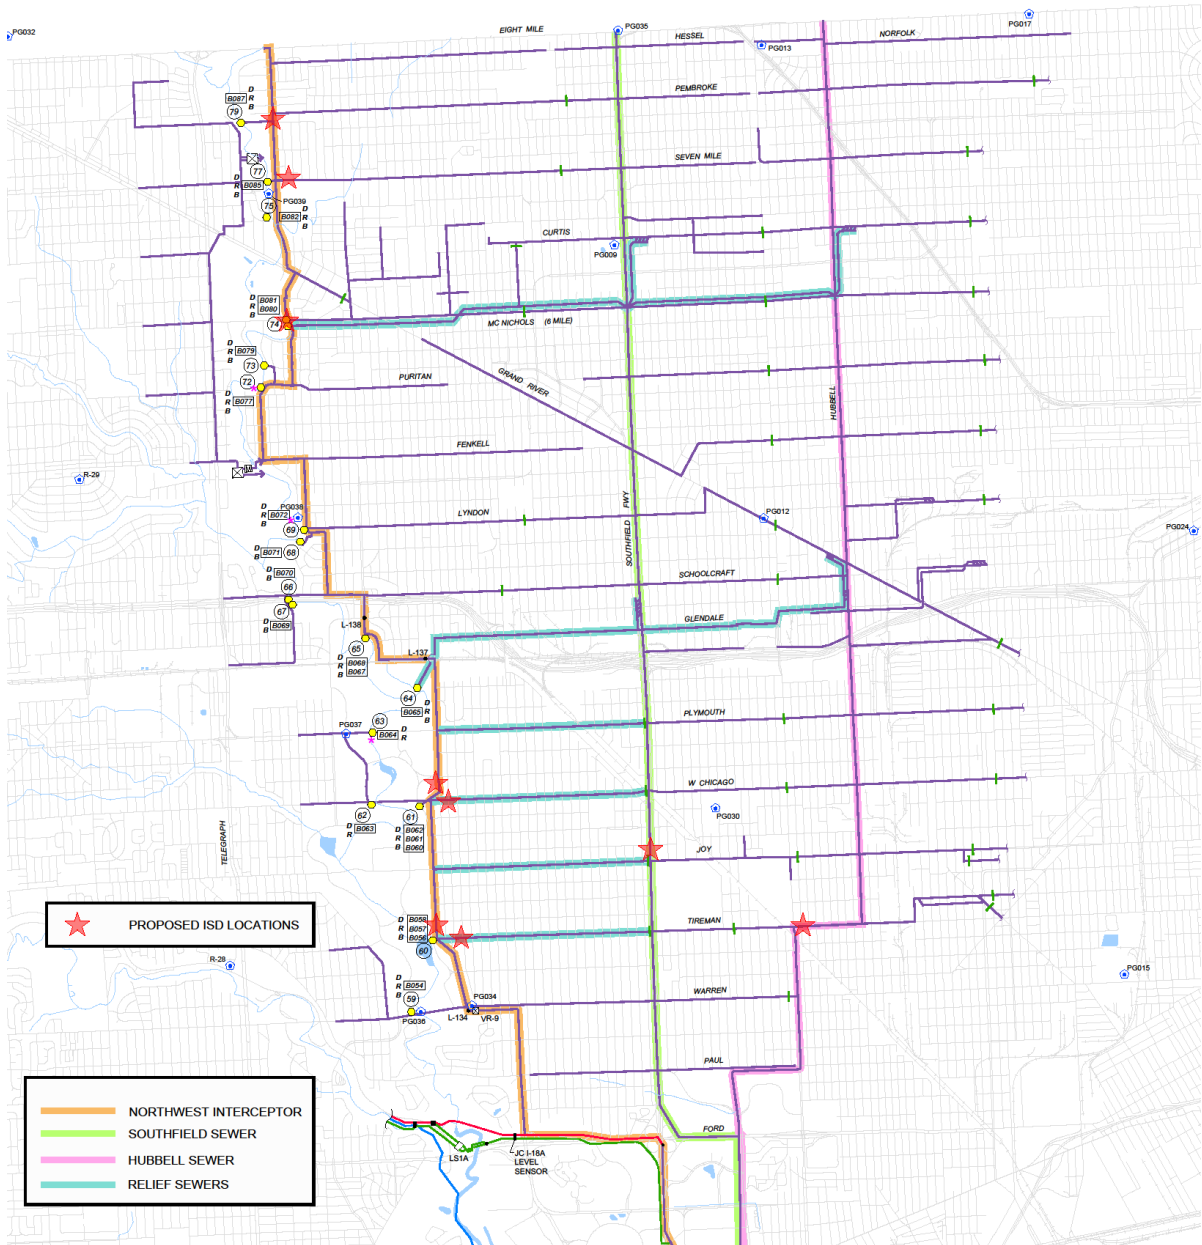 PG032
EIGHT MILE
PG035
HESSEL
PG013
NORFOLK
PG017
D
B087 R
B
79
PEMBROKE
SEVEN MILE
77
D
R B085
B
PG039
75
D
B082 R
B
CURTIS
PG009
D B081
R B080
B
74
MC NICHOLS (6 MILE)
D
R B079
B
73
72
D
R B077
B
PURITAN
GRAND RIVER
HUBBELL
FENKELL
R-29
SOUTHFIELD FWY
PG038
D
R B072
B
69
LYNDON
PG012
PG024
D
B B071
68
D
B B070
66
SCHOOLCRAFT
67
D
B B069
L-138
GLENDALE
65
D
R B068
B B067
L-137
64
D
B065 R
B
PG037
63
B064 D
R
PLYMOUTH
W CHICAGO
62
D
R B063
61
D B062
R B061
B B060
PG030
TELEGRAPH
JOY
PROPOSED ISD LOCATIONS
D B058
R B057
B B056
60
TIREMAN
R-28
PG015
D
R B054
B
59
PG036
L-134
PG034
VR-9
WARREN
PAUL
FORD
LS1A
JC I-18A
LEVEL
SENSOR
NORTHWEST INTERCEPTOR
SOUTHFIELD SEWER
HUBBELL SEWER
RELIEF SEWERS